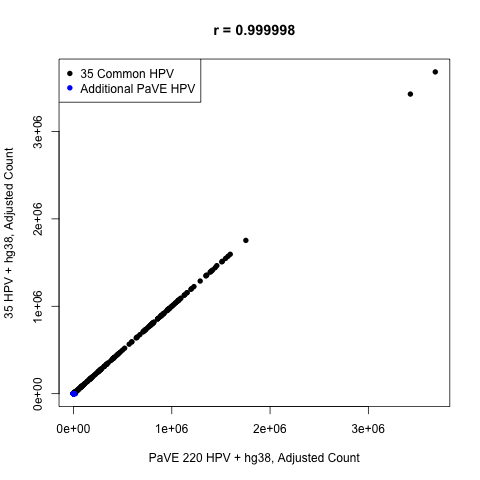 r = 0.999998
35 Common HPV
Additional PaVE HPV
35 HPV + hg38, Adjusted Count
3e+06
2e+06
1e+06
0e+00
0e+00 1e+06 2e+06 3e+06
PaVE 220 HPV + hg38, Adjusted Count